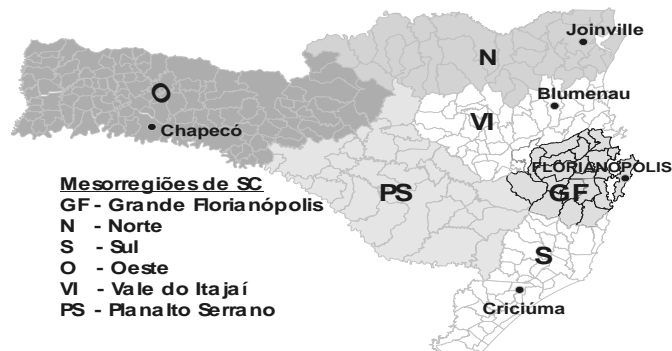 Joinville
N
Blumenau
O
VI
Chapecó
FLORIANÓPOLIS
Mesorregiões de SC
PS
GF
GF - Grande Florianópolis
N - Norte
S - Sul
S
O - Oeste
VI - Vale do Itajaí
Criciúma
PS - Planalto Serrano